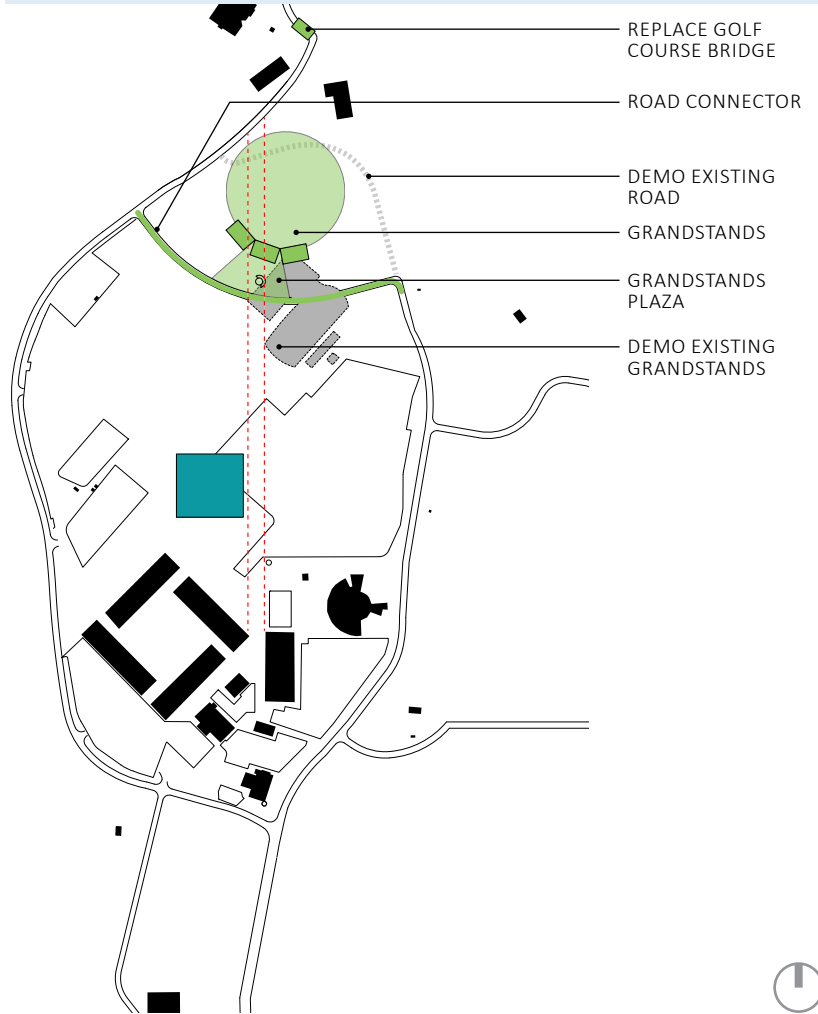 REPLACE GOLF
COURSE BRIDGE
ROAD CONNECTOR
DEMO EXISTING
ROAD
GRANDSTANDS
GRANDSTANDS
PLAZA
DEMO EXISTING
GRANDSTANDS